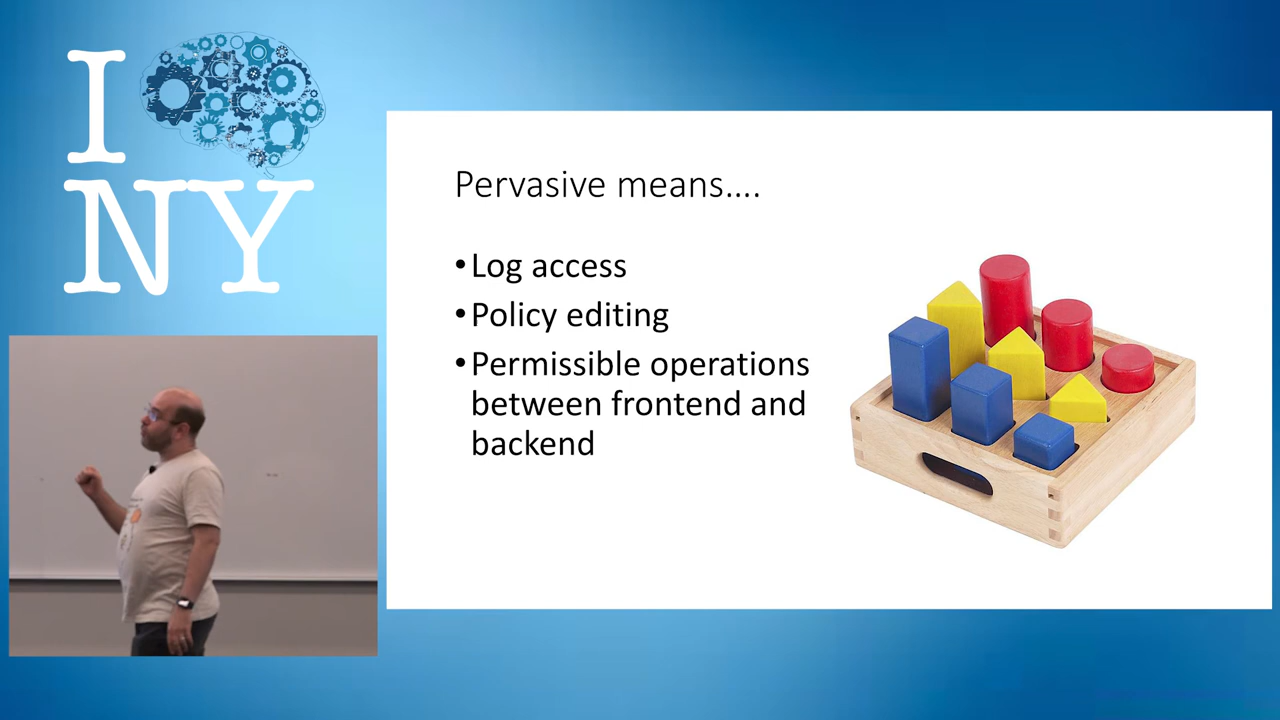 I
NY
Pervasive means....
•Log access
•Policy editing
•Permissible operations
between frontend and
backend